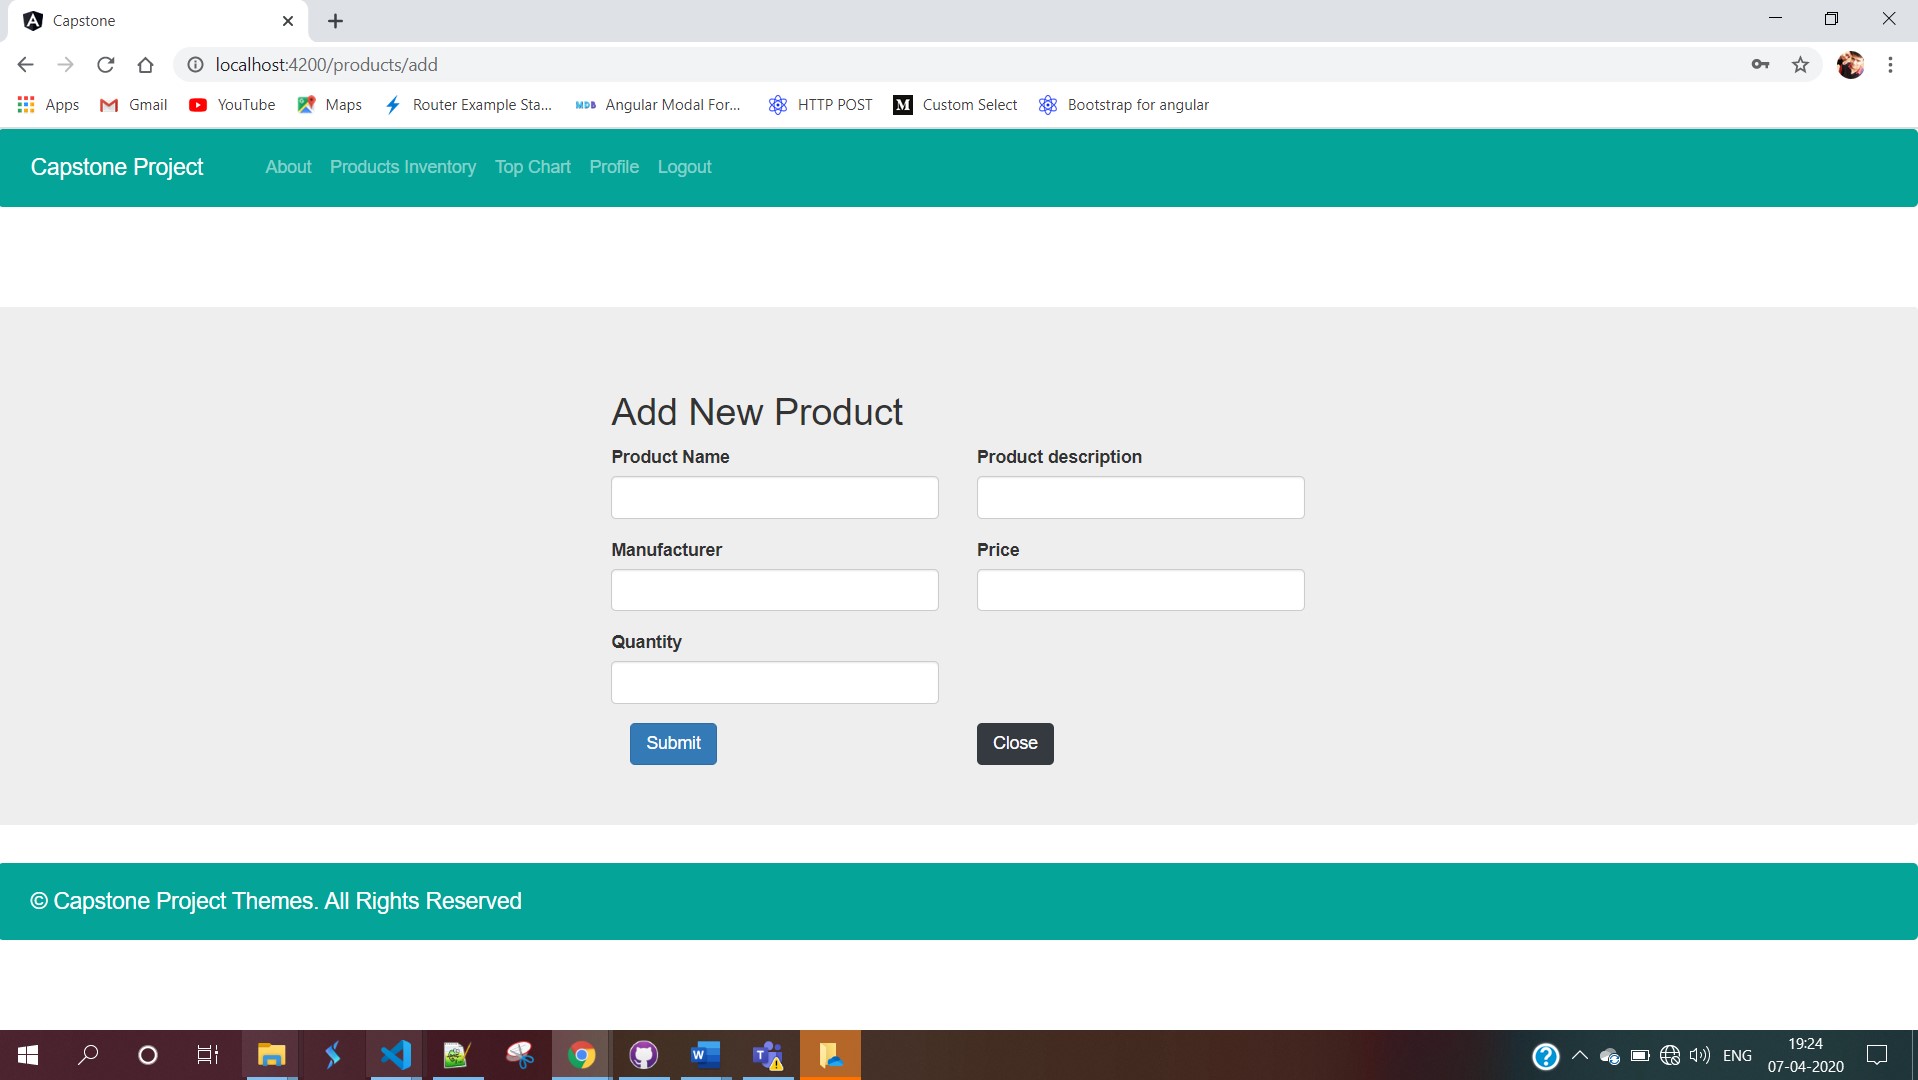 Capstone
localhost:4200/products/add
Apps Gmail YouTube Maps Router Example Sta... MDB Angular Modal For... HTTP POST M Custom Select Bootstrap for angular
Capstone Project About Products Inventory Top Chart Profile Logout
Add New Product
Product Name Product description
Manufacturer Price
Quantity
Submit Close
© Capstone Project Themes. All Rights Reserved
ENG 19:24
07-04-2020